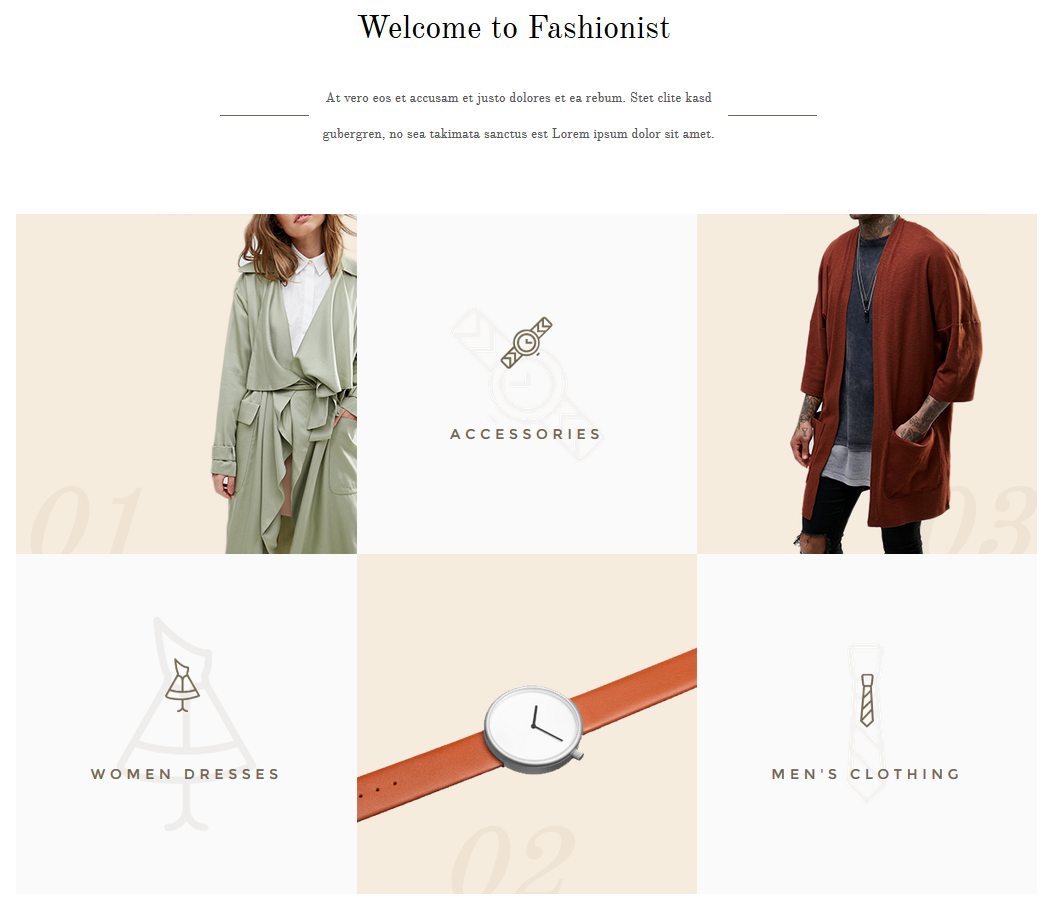 Welcome to Fashionist
At vero eos et accusam et justo dolores et ea rebum. Stet clite kasd
gubergren, no sea takimata sanctus est Lorem ipsum dolor sit amet.
01
ACCESSORIES
03
WOMEN DRESSES
02
MEN'S CLOTHING